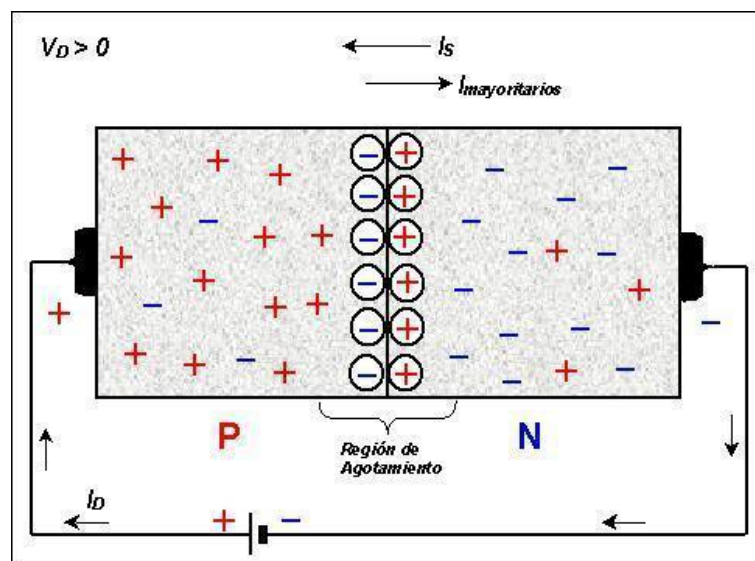 V_D > 0
I_S
I_mayoritarios
P
N
Región de
Agotamiento
I_D